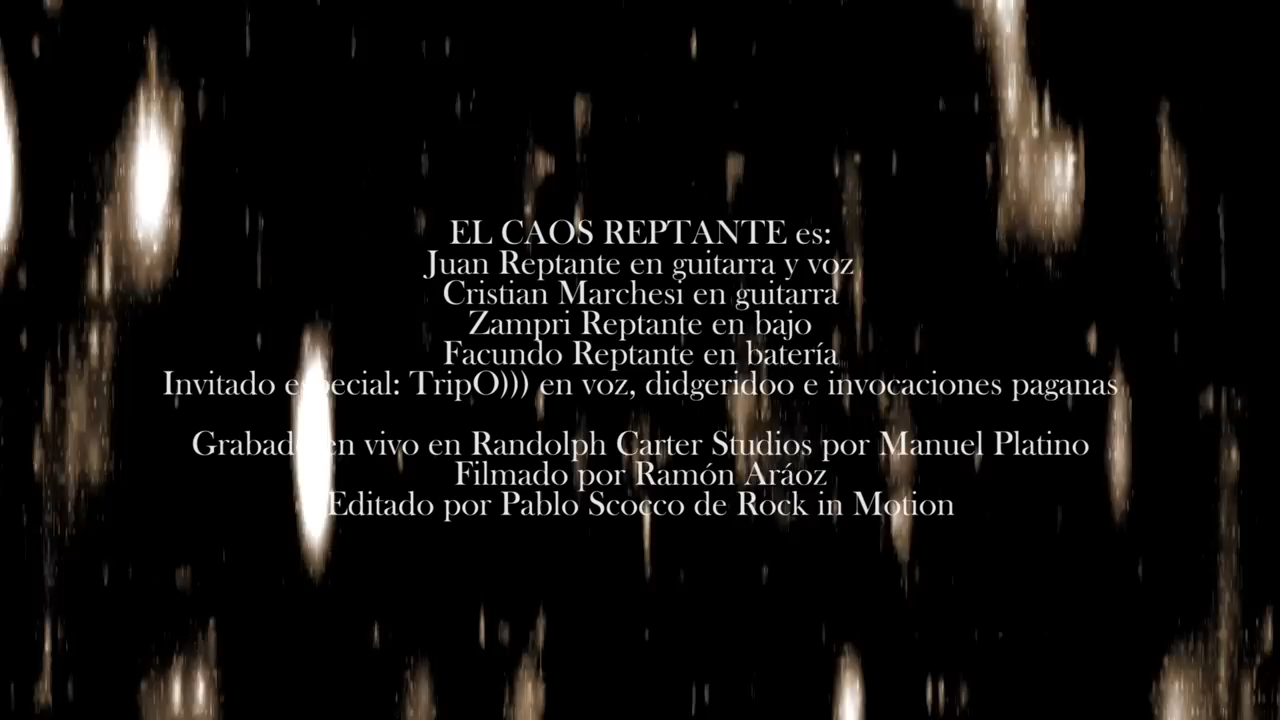 EL CAOS REPTANTE es:
Juan Reptante en guitarra y voz
Cristian Marchesi en guitarra
Zampri Reptante en bajo
Facundo Reptante en batería
Invitado especial: TripO))) en voz, didgeridoo e invocaciones paganas
Grabado en vivo en Randolph Carter Studios por Manuel Platino
Filmado por Ramón Aráoz
Editado por Pablo Scocco de Rock in Motion